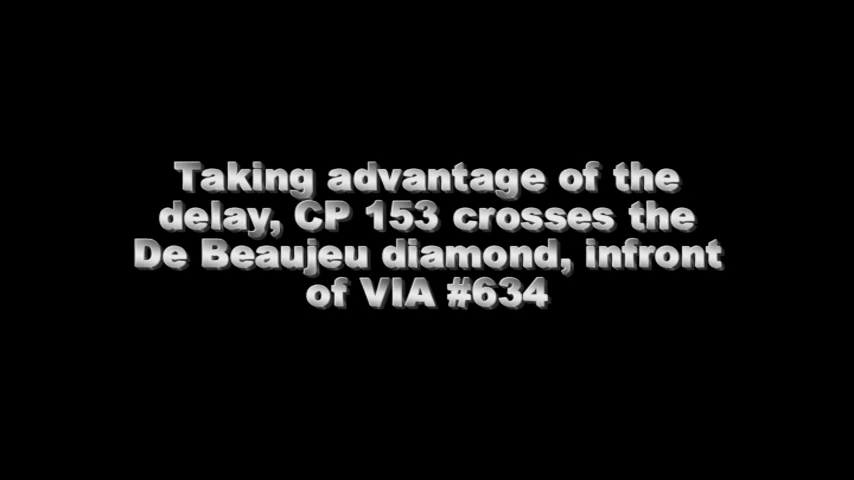 Taking advantage of the
delay, CP 153 crosses the
De Beaujeu diamond, infront
of VIA #634